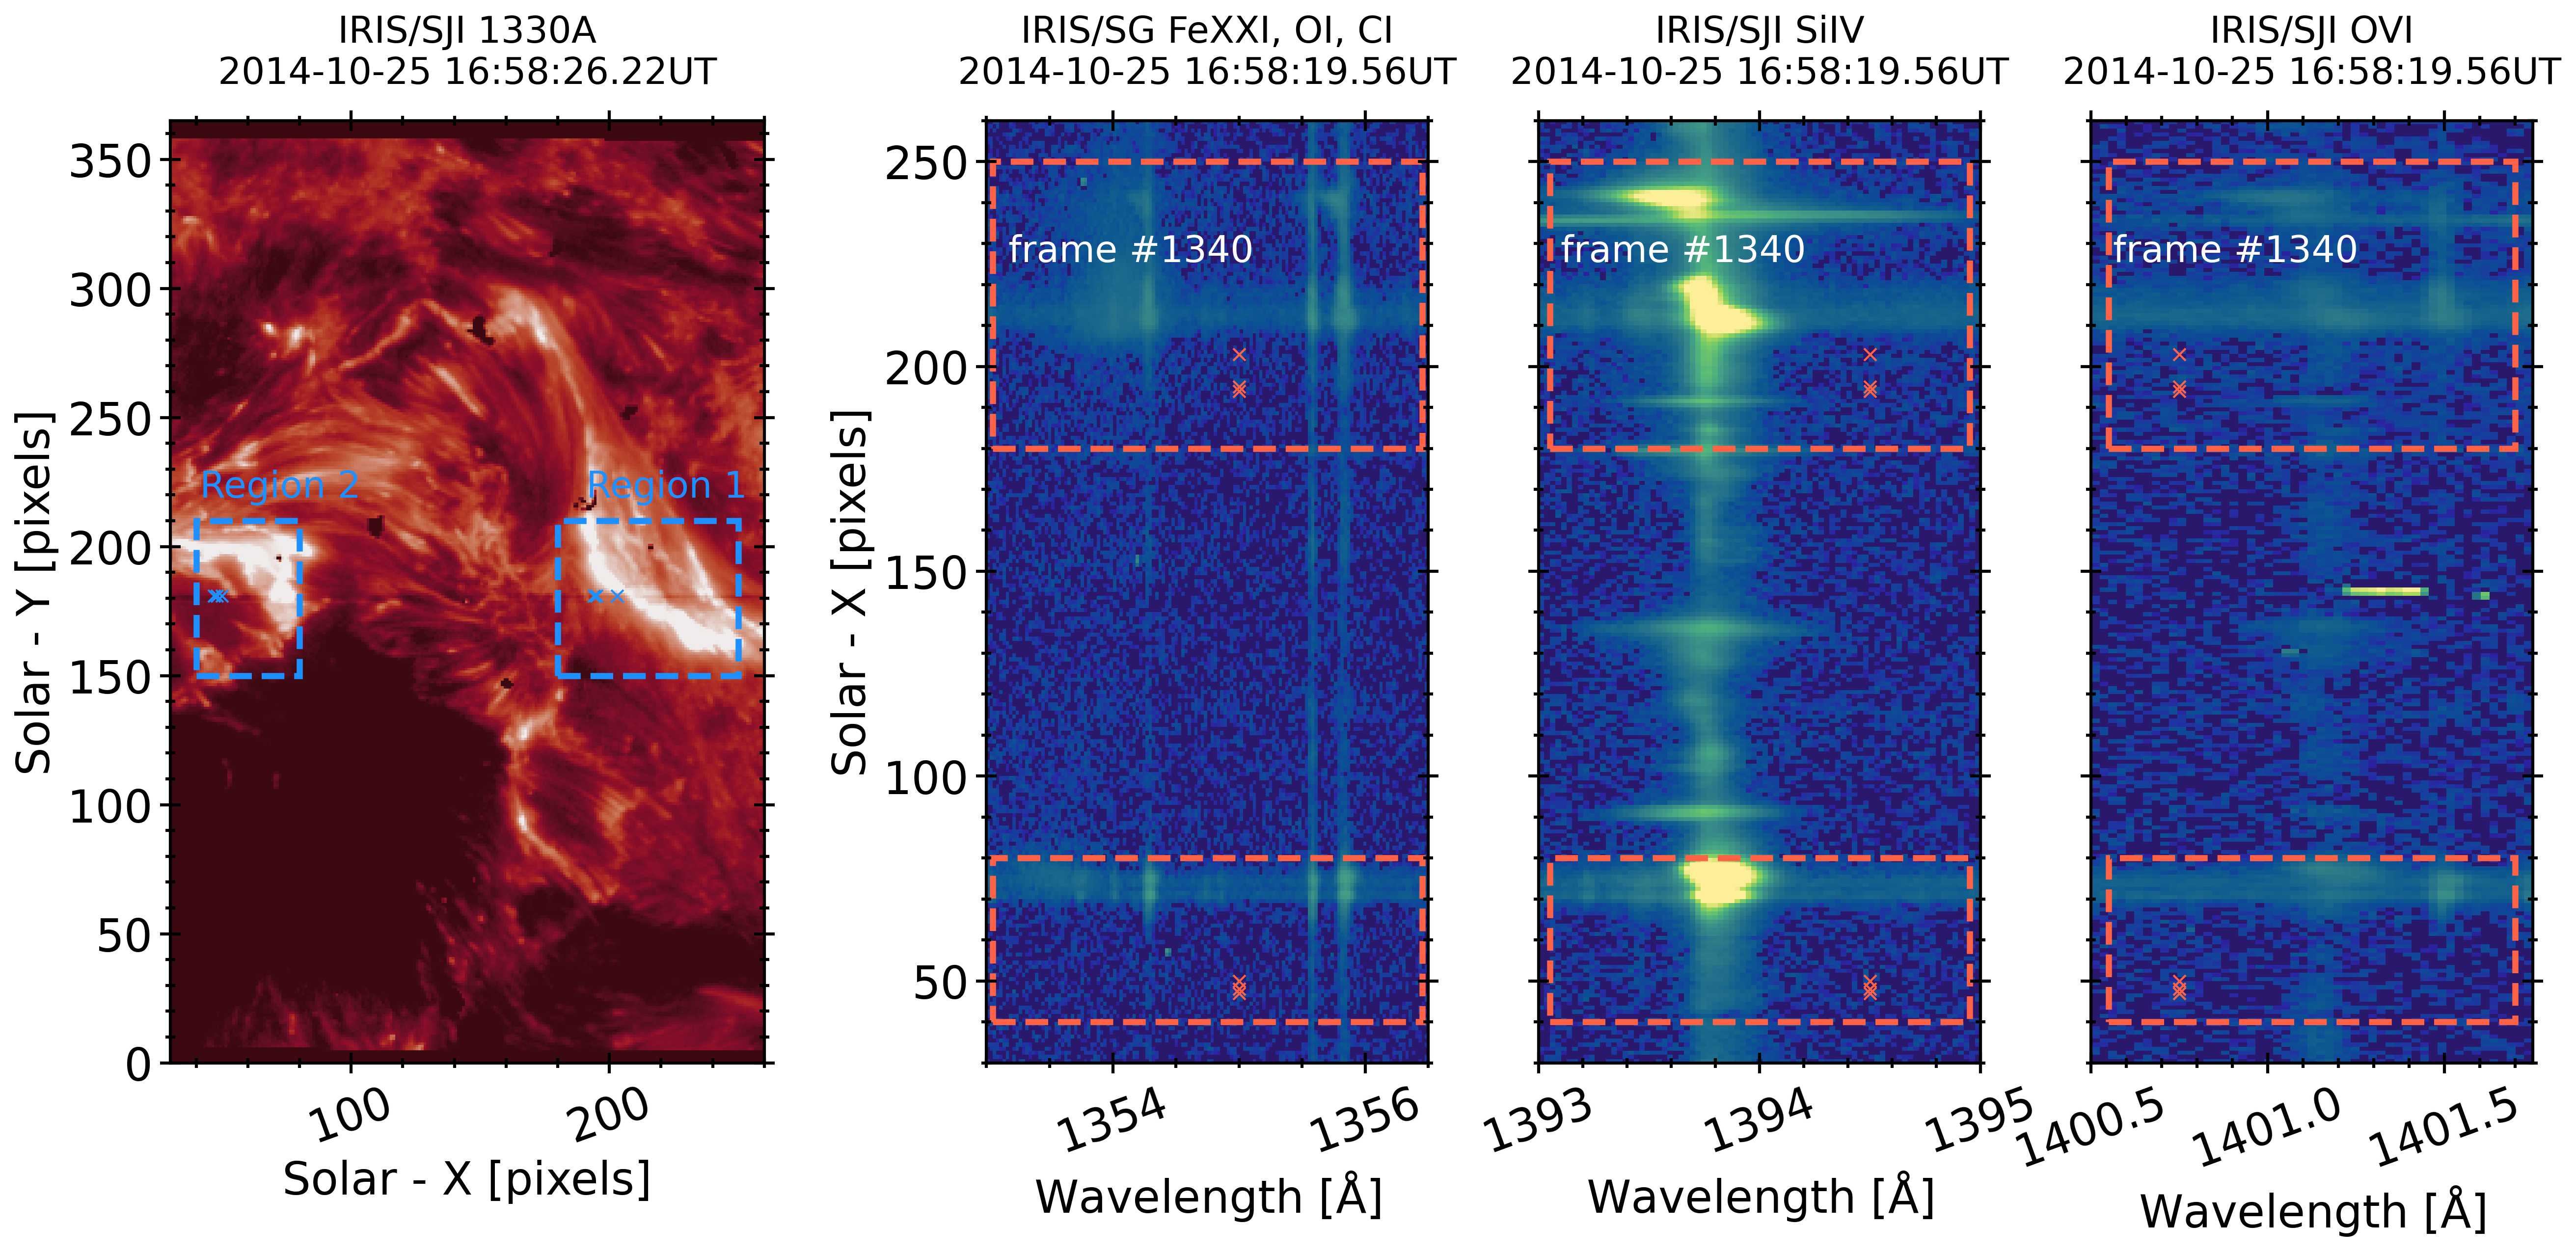 IRIS/SJI 1330A
2014-10-25 16:58:26.22UT
IRIS/SG FeXXI, OI, CI
2014-10-25 16:58:19.56UT
IRIS/SJI SiIV
2014-10-25 16:58:19.56UT
IRIS/SJI OVI
2014-10-25 16:58:19.56UT
Solar - Y [pixels]
350
300
250
200
150
100
50
0
Region 2
Region 1
100
200
Solar - X [pixels]
Solar - X [pixels]
250
200
150
100
50
frame #1340
1354
1356
Wavelength [Å]
frame #1340
1393
1394
1395
Wavelength [Å]
frame #1340
1400.5
1401.0
1401.5
Wavelength [Å]